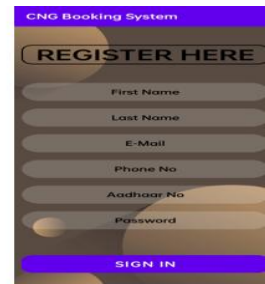 CNG Booking System
REGISTER HERE
First Name
Last Name
E-Mail
Phone No
Aadhaar No
Password
SIGN IN